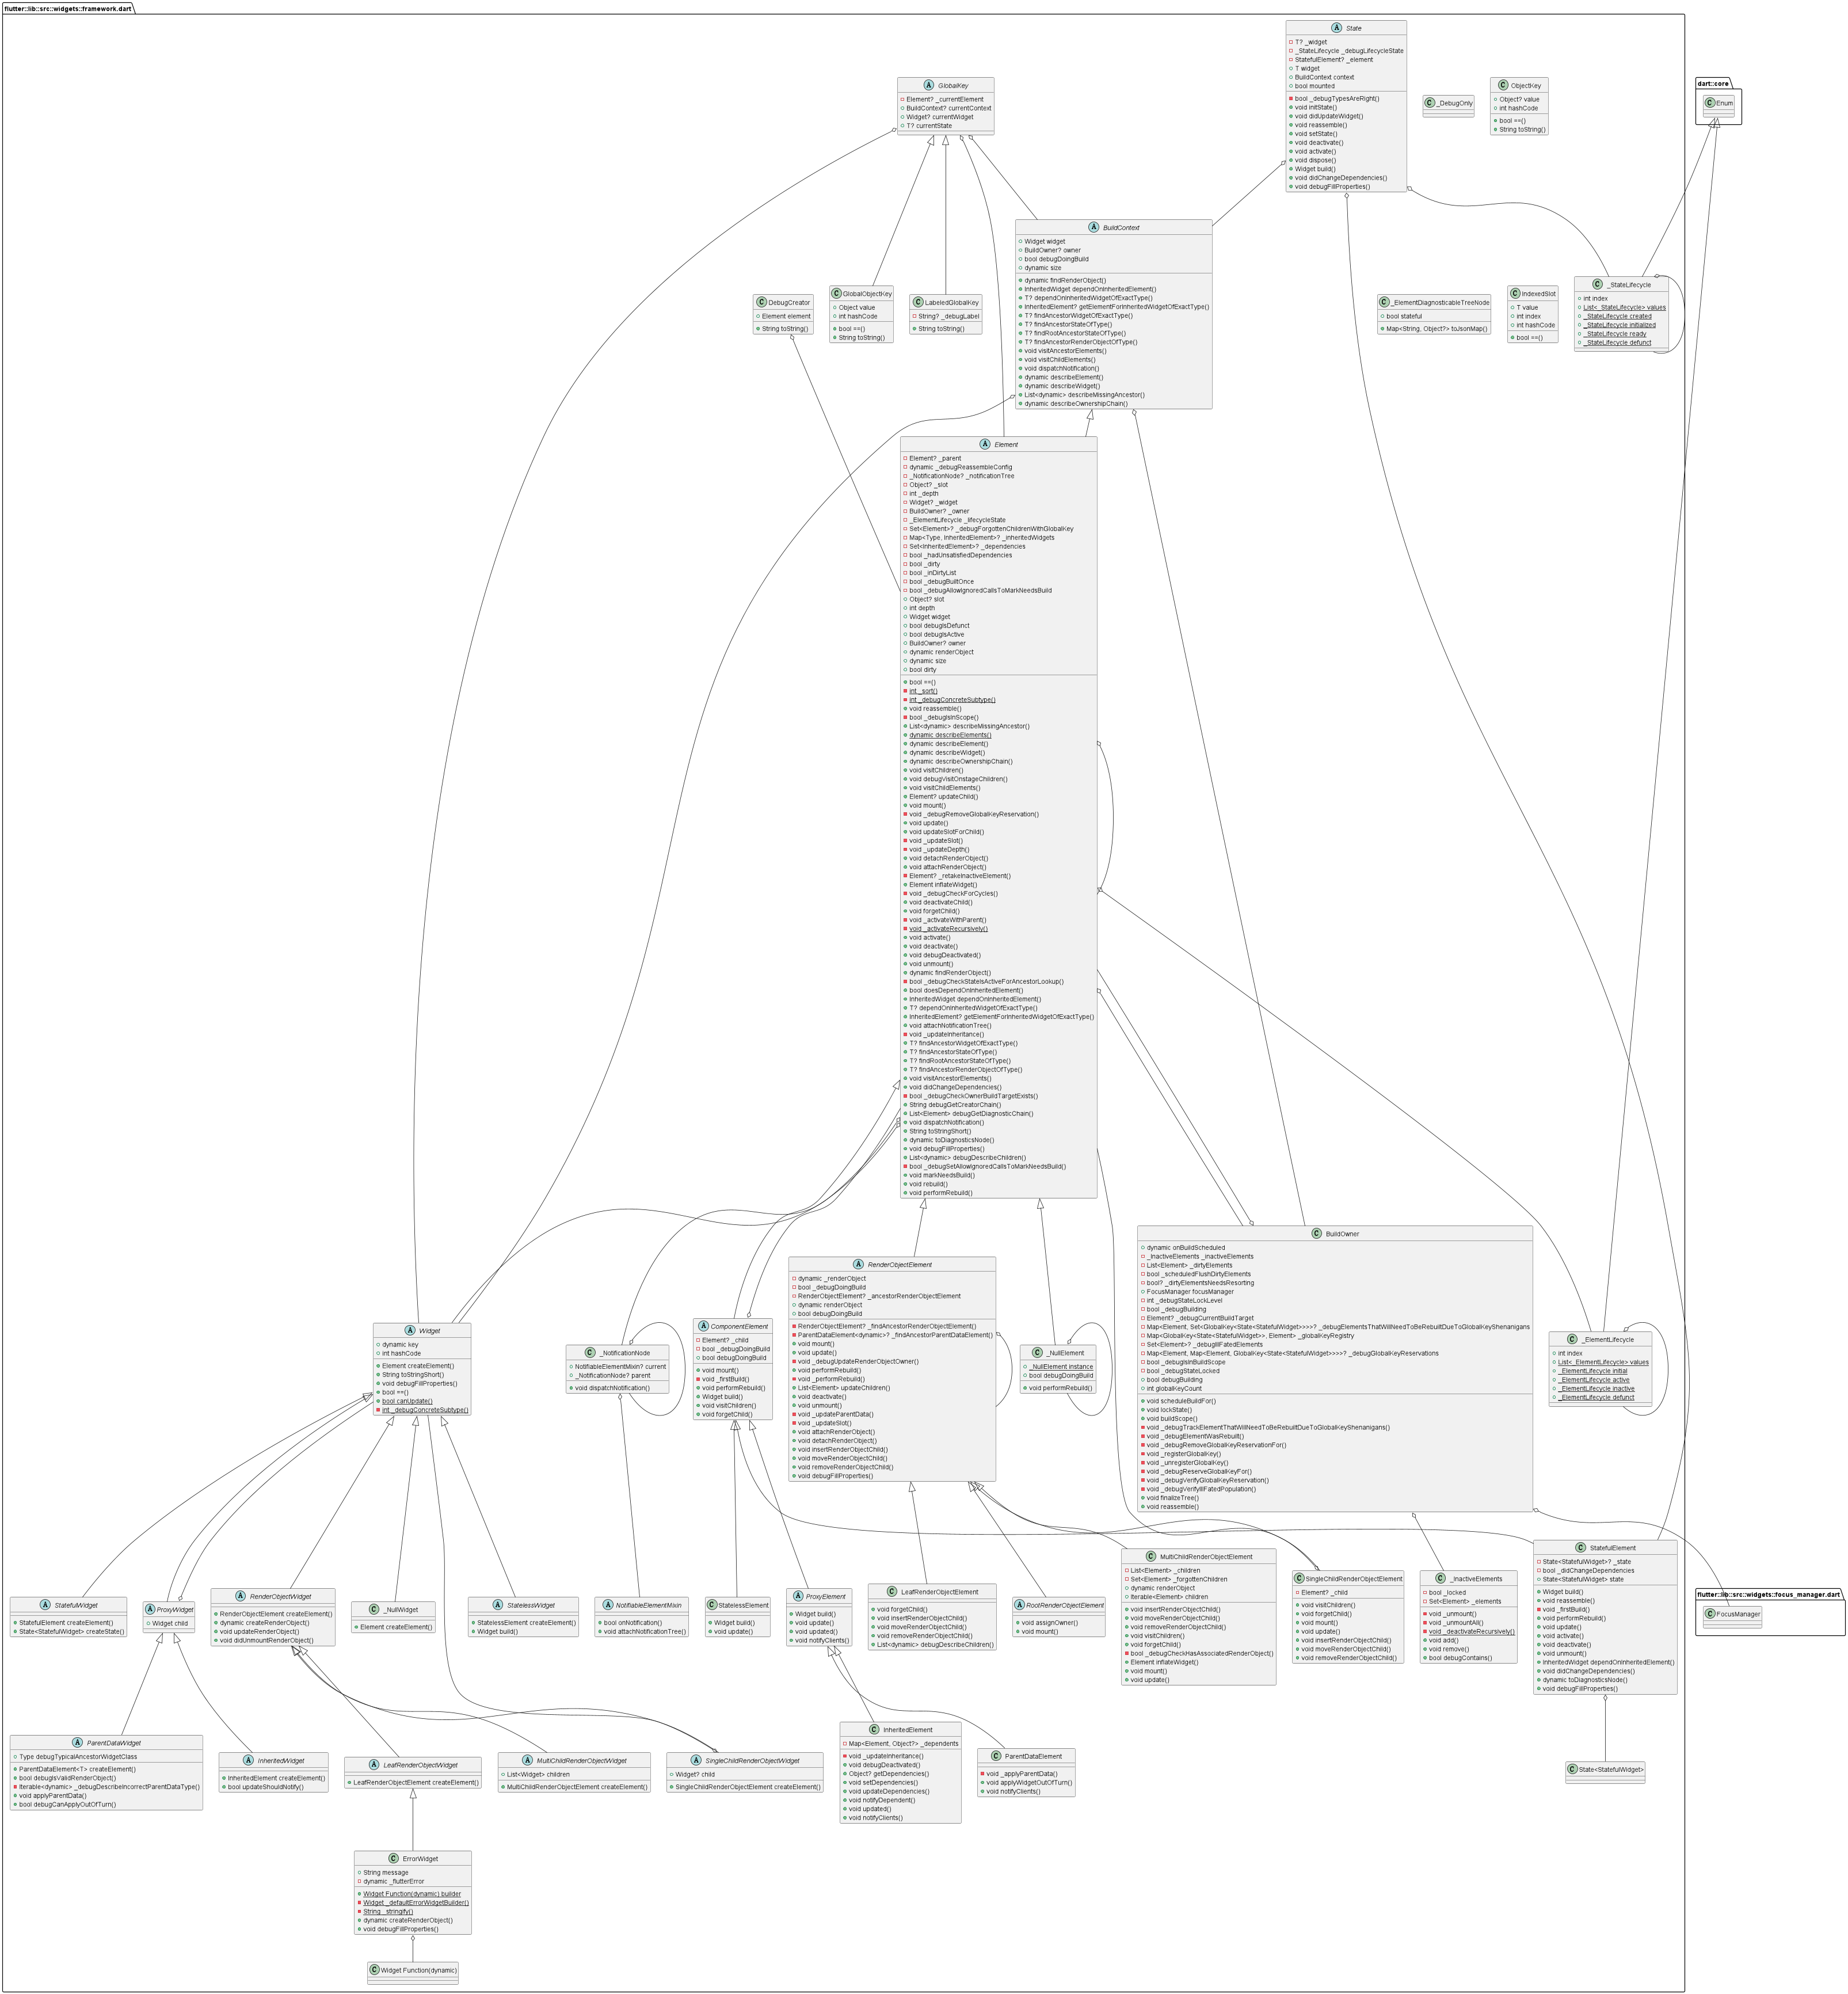 flutter::lib::src::widgets::framework.dart
A State
T? _widget
_StateLifecycle _debugLifecycleState
StatefulElement? _element
T widget
BuildContext context
bool mounted
bool _debugTypesAreRight()
void initState()
void didUpdateWidget()
void reassemble()
void setState()
void deactivate()
void activate()
void dispose()
Widget build()
void didChangeDependencies()
void debugFillProperties()
A GlobalKey
Element? _currentElement
BuildContext? currentContext
Widget? currentWidget
T? currentState
C _DebugOnly
C ObjectKey
Object? value
int hashCode
bool ==()
String toString()
dart::core
C Enum
A BuildContext
Widget widget
BuildOwner? owner
bool debugDoingBuild
dynamic size
dynamic findRenderObject()
InheritedWidget dependOnInheritedElement()
T? dependOnInheritedWidgetOfExactType()
InheritedElement? getElementForInheritedWidgetOfExactType()
T? findAncestorWidgetOfExactType()
T? findAncestorStateOfType()
T? findRootAncestorStateOfType()
T? findAncestorRenderObjectOfType()
void visitAncestorElements()
void visitChildElements()
void dispatchNotification()
dynamic describeElement()
dynamic describeWidget()
List<dynamic> describeMissingAncestor()
dynamic describeOwnershipChain()
C DebugCreator
Element element
String toString()
C GlobalObjectKey
Object value
int hashCode
bool ==()
String toString()
C LabeledGlobalKey
String? _debugLabel
String toString()
C _ElementDiagnosticableTreeNode
bool stateful
Map<String, Object?> toJsonMap()
C IndexedSlot
T value
int index
int hashCode
bool ==()
C _StateLifecycle
int index
List<_StateLifecycle> values
_StateLifecycle created
_StateLifecycle initialized
_StateLifecycle ready
_StateLifecycle defunct
A Element
Element? _parent
dynamic _debugReassembleConfig
_NotificationNode? _notificationTree
Object? _slot
int _depth
Widget? _widget
BuildOwner? _owner
_ElementLifecycle _lifecycleState
Set<Element>? _debugForgottenChildrenWithGlobalKey
Map<Type, InheritedElement>? _inheritedWidgets
Set<InheritedElement>? _dependencies
bool _hadUnsatisfiedDependencies
bool _dirty
bool _inDirtyList
bool _debugBuiltOnce
bool _debugAllowIgnoredCallsToMarkNeedsBuild
Object? slot
int depth
Widget widget
bool debugIsDefunct
bool debugIsActive
BuildOwner? owner
dynamic renderObject
dynamic size
bool dirty
bool ==()
int _sort()
int _debugConcreteSubtype()
void reassemble()
bool _debugIsInScope()
List<dynamic> describeMissingAncestor()
dynamic describeElements()
dynamic describeElement()
dynamic describeWidget()
dynamic describeOwnershipChain()
void visitChildren()
void debugVisitOnstageChildren()
void visitChildElements()
Element? updateChild()
void mount()
void _debugRemoveGlobalKeyReservation()
void update()
void updateSlotForChild()
void _updateSlot()
void _updateDepth()
void detachRenderObject()
void attachRenderObject()
Element? _retakeInactiveElement()
Element inflateWidget()
void _debugCheckForCycles()
void deactivateChild()
void forgetChild()
void _activateWithParent()
void _activateRecursively()
void activate()
void deactivate()
void debugDeactivated()
void unmount()
dynamic findRenderObject()
bool _debugCheckStateIsActiveForAncestorLookup()
bool doesDependOnInheritedElement()
InheritedWidget dependOnInheritedElement()
T? dependOnInheritedWidgetOfExactType()
InheritedElement? getElementForInheritedWidgetOfExactType()
void attachNotificationTree()
void _updateInheritance()
T? findAncestorWidgetOfExactType()
T? findAncestorStateOfType()
T? findRootAncestorStateOfType()
T? findAncestorRenderObjectOfType()
void visitAncestorElements()
void didChangeDependencies()
bool _debugCheckOwnerBuildTargetExists()
String debugGetCreatorChain()
List<Element> debugGetDiagnosticChain()
void dispatchNotification()
String toStringShort()
dynamic toDiagnosticsNode()
void debugFillProperties()
List<dynamic> debugDescribeChildren()
bool _debugSetAllowIgnoredCallsToMarkNeedsBuild()
void markNeedsBuild()
void rebuild()
void performRebuild()
A Widget
dynamic key
int hashCode
Element createElement()
String toStringShort()
void debugFillProperties()
bool ==()
bool canUpdate()
int _debugConcreteSubtype()
C _NotificationNode
NotifiableElementMixin? current
_NotificationNode? parent
void dispatchNotification()
A ComponentElement
Element? _child
bool _debugDoingBuild
bool debugDoingBuild
void mount()
void _firstBuild()
void performRebuild()
Widget build()
void visitChildren()
void forgetChild()
A RenderObjectElement
dynamic _renderObject
bool _debugDoingBuild
RenderObjectElement? _ancestorRenderObjectElement
dynamic renderObject
bool debugDoingBuild
RenderObjectElement? _findAncestorRenderObjectElement()
ParentDataElement<dynamic>? _findAncestorParentDataElement()
void mount()
void update()
void _debugUpdateRenderObjectOwner()
void performRebuild()
void _performRebuild()
List<Element> updateChildren()
void deactivate()
void unmount()
void _updateParentData()
void _updateSlot()
void attachRenderObject()
void detachRenderObject()
void insertRenderObjectChild()
void moveRenderObjectChild()
void removeRenderObjectChild()
void debugFillProperties()
C _NullElement
_NullElement instance
bool debugDoingBuild
void performRebuild()
C BuildOwner
dynamic onBuildScheduled
_InactiveElements _inactiveElements
List<Element> _dirtyElements
bool _scheduledFlushDirtyElements
bool? _dirtyElementsNeedsResorting
FocusManager focusManager
int _debugStateLockLevel
bool _debugBuilding
Element? _debugCurrentBuildTarget
Map<Element, Set<GlobalKey<State<StatefulWidget>>>>? _debugElementsThatWillNeedToBeRebuiltDueToGlobalKeyShenanigans
Map<GlobalKey<State<StatefulWidget>>, Element> _globalKeyRegistry
Set<Element>? _debugIllFatedElements
Map<Element, Map<Element, GlobalKey<State<StatefulWidget>>>>? _debugGlobalKeyReservations
bool _debugIsInBuildScope
bool _debugStateLocked
bool debugBuilding
int globalKeyCount
void scheduleBuildFor()
void lockState()
void buildScope()
void _debugTrackElementThatWillNeedToBeRebuiltDueToGlobalKeyShenanigans()
void _debugElementWasRebuilt()
void _debugRemoveGlobalKeyReservationFor()
void _registerGlobalKey()
void _unregisterGlobalKey()
void _debugReserveGlobalKeyFor()
void _debugVerifyGlobalKeyReservation()
void _debugVerifyIllFatedPopulation()
void finalizeTree()
void reassemble()
C _ElementLifecycle
int index
List<_ElementLifecycle> values
_ElementLifecycle initial
_ElementLifecycle active
_ElementLifecycle inactive
_ElementLifecycle defunct
A StatefulWidget
StatefulElement createElement()
State<StatefulWidget> createState()
A ProxyWidget
Widget child
A RenderObjectWidget
RenderObjectElement createElement()
dynamic createRenderObject()
void updateRenderObject()
void didUnmountRenderObject()
C _NullWidget
Element createElement()
A StatelessWidget
StatelessElement createElement()
Widget build()
A NotifiableElementMixin
bool onNotification()
void attachNotificationTree()
C StatelessElement
Widget build()
void update()
A ProxyElement
Widget build()
void update()
void updated()
void notifyClients()
C LeafRenderObjectElement
void forgetChild()
void insertRenderObjectChild()
void moveRenderObjectChild()
void removeRenderObjectChild()
List<dynamic> debugDescribeChildren()
A RootRenderObjectElement
void assignOwner()
void mount()
C MultiChildRenderObjectElement
List<Element> _children
Set<Element> _forgottenChildren
dynamic renderObject
Iterable<Element> children
void insertRenderObjectChild()
void moveRenderObjectChild()
void removeRenderObjectChild()
void visitChildren()
void forgetChild()
bool _debugCheckHasAssociatedRenderObject()
Element inflateWidget()
void mount()
void update()
C SingleChildRenderObjectElement
Element? _child
void visitChildren()
void forgetChild()
void mount()
void update()
void insertRenderObjectChild()
void moveRenderObjectChild()
void removeRenderObjectChild()
C _InactiveElements
bool _locked
Set<Element> _elements
void _unmount()
void _unmountAll()
void _deactivateRecursively()
void add()
void remove()
bool debugContains()
C StatefulElement
State<StatefulWidget>? _state
bool _didChangeDependencies
State<StatefulWidget> state
Widget build()
void reassemble()
void _firstBuild()
void performRebuild()
void update()
void activate()
void deactivate()
void unmount()
InheritedWidget dependOnInheritedElement()
void didChangeDependencies()
dynamic toDiagnosticsNode()
void debugFillProperties()
flutter::lib::src::widgets::focus_manager.dart
C FocusManager
A ParentDataWidget
Type debugTypicalAncestorWidgetClass
ParentDataElement<T> createElement()
bool debugIsValidRenderObject()
Iterable<dynamic> _debugDescribeIncorrectParentDataType()
void applyParentData()
bool debugCanApplyOutOfTurn()
A InheritedWidget
InheritedElement createElement()
bool updateShouldNotify()
A LeafRenderObjectWidget
LeafRenderObjectElement createElement()
A MultiChildRenderObjectWidget
List<Widget> children
MultiChildRenderObjectElement createElement()
A SingleChildRenderObjectWidget
Widget? child
SingleChildRenderObjectElement createElement()
C InheritedElement
Map<Element, Object?> _dependents
void _updateInheritance()
void debugDeactivated()
Object? getDependencies()
void setDependencies()
void updateDependencies()
void notifyDependent()
void updated()
void notifyClients()
C ParentDataElement
void _applyParentData()
void applyWidgetOutOfTurn()
void notifyClients()
C State<StatefulWidget>
C ErrorWidget
String message
dynamic _flutterError
Widget Function(dynamic) builder
Widget _defaultErrorWidgetBuilder()
String _stringify()
dynamic createRenderObject()
void debugFillProperties()
C Widget Function(dynamic)